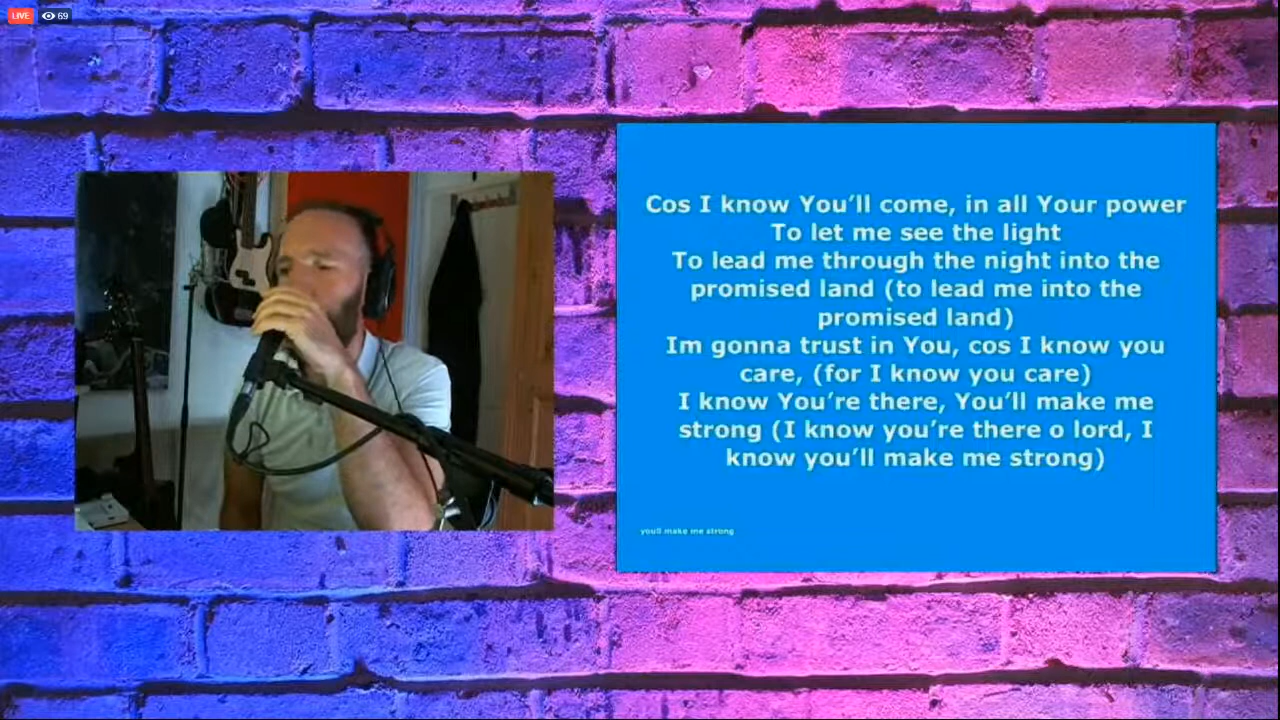 LIVE 69
Cos I know You'll come, in all Your power
To let me see the light
To lead me through the night into the
promised land (to lead me into the
promised land)
Im gonna trust in You, cos I know you
care, (for I know you care)
I know You're there, You'll make me
strong (I know you're there o lord, I
know you'll make me strong)
youll make me strong